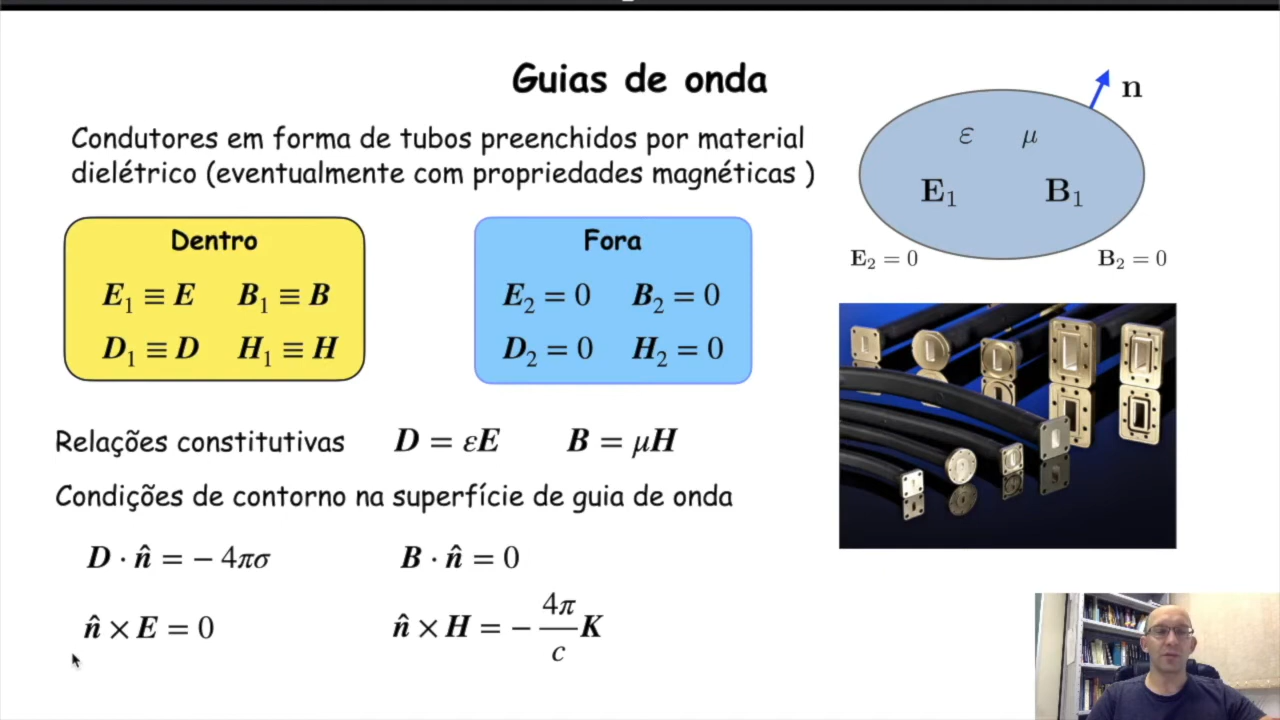 Guias de onda
Condutores em forma de tubos preenchidos por material
dielétrico (eventualmente com propriedades magnéticas )
n
ε μ
E₁ B₁
E₂ = 0 B₂ = 0
Dentro
E₁ ≡ E B₁ ≡ B
D₁ ≡ D H₁ ≡ H
Fora
E₂ = 0 B₂ = 0
D₂ = 0 H₂ = 0
Relações constitutivas D = εE B = μH
Condições de contorno na superfície de guia de onda
D · n̂ = − 4πσ B · n̂ = 0
n̂ × E = 0 n̂ × H = − 4π/c K